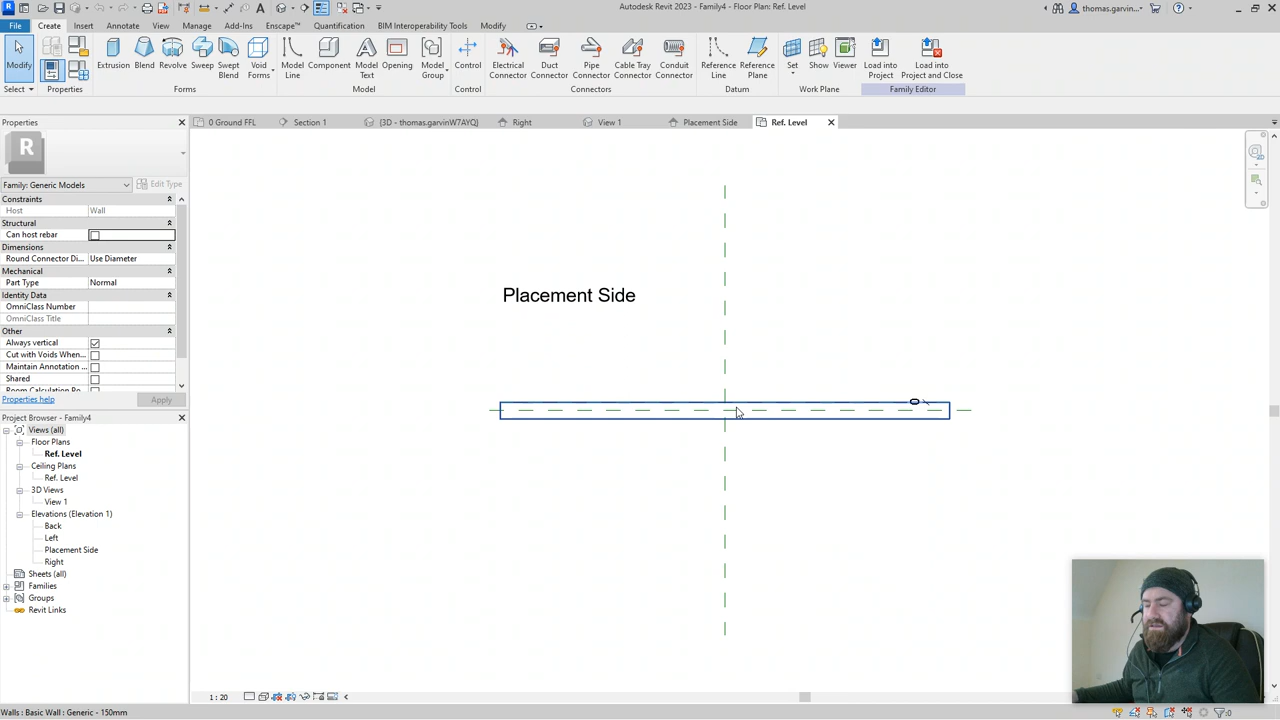 Autodesk Revit 2023 - Family4 - Floor Plan: Ref. Level
thomas.garvin...
File Create Insert Annotate View Manage Add-Ins Enscape™ Quantification BIM Interoperability Tools Modify
Modify Extrusion Blend Revolve Sweep Swept Blend Void Forms Model Line Component Model Text Opening Model Group Control Electrical Connector Duct Connector Pipe Connector Cable Tray Connector Conduit Connector Reference Line Reference Plane Set Show Viewer Load into Project Load into Project and Close
Select Properties Forms Model Control Connectors Datum Work Plane Family Editor
Properties
0 Ground FFL Section 1 {3D - thomas.garvinW7AYQ} Right View 1 Placement Side Ref. Level
R
Family: Generic Models Edit Type
Constraints
Host Wall
Structural
Can host rebar
Dimensions
Round Connector Di... Use Diameter
Mechanical
Part Type Normal
Identity Data
OmniClass Number
OmniClass Title
Other
Always vertical
Cut with Voids When...
Maintain Annotation ...
Shared
Room Calculation Po...
Properties help Apply
Project Browser - Family4
Views (all)
Floor Plans
Ref. Level
Ceiling Plans
Ref. Level
3D Views
View 1
Elevations (Elevation 1)
Back
Left
Placement Side
Right
Sheets (all)
Families
Groups
Revit Links
Placement Side
1 : 20
Walls : Basic Wall : Generic - 150mm
:0